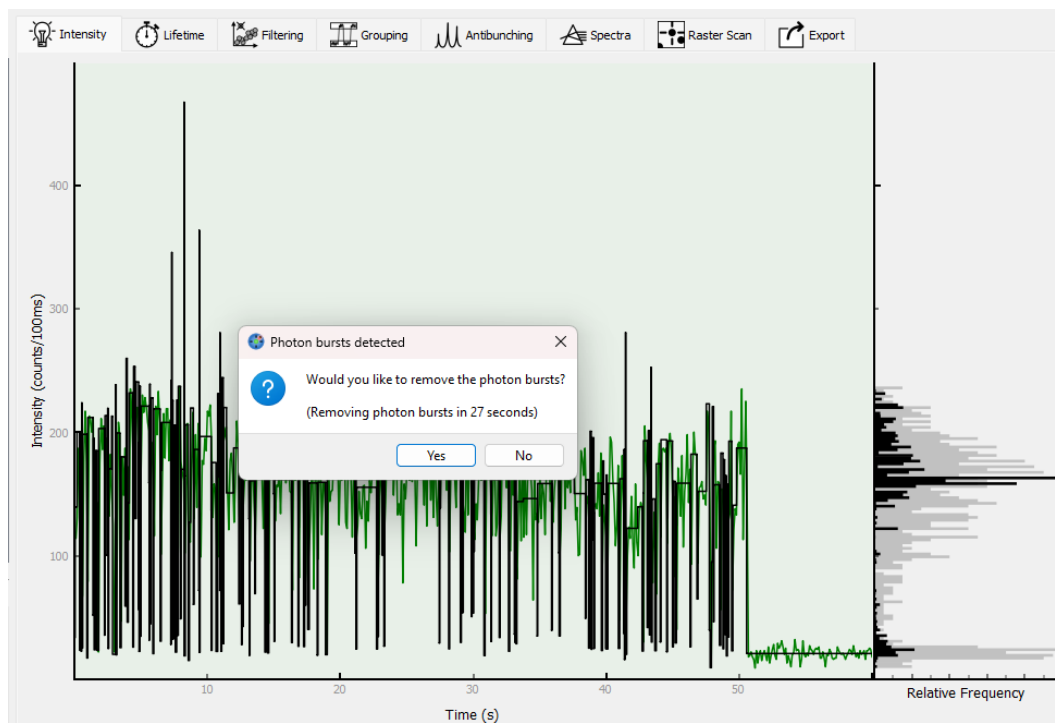 Intensity
Lifetime
Filtering
Grouping
Antibunching
Spectra
Raster Scan
Export
400
300
200
100
Intensity (counts/100ms)
Photon bursts detected
Would you like to remove the photon bursts?
(Removing photon bursts in 27 seconds)
Yes
No
10
20
30
40
50
Time (s)
Relative Frequency